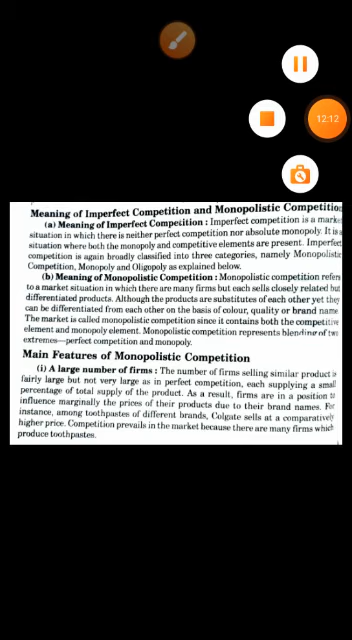 12:12
Meaning of Imperfect Competition and Monopolistic Competition
(a) Meaning of Imperfect Competition : Imperfect competition is a marke
situation in which there is neither perfect competition nor absolute monopoly. It is a
situation where both the monopoly and competitive elements are present. Imperfect
competition is again broadly classified into three categories, namely Monopolistic
Competition, Monopoly and Oligopoly as explained below.
(b) Meaning of Monopolistic Competition : Monopolistic competition refers
to a market situation in which there are many firms but each sells closely related but
differentiated products. Although the products are substitutes of each other yet they
can be differentiated from each other on the basis of colour, quality or brand name
The market is called monopolistic competition since it contains both the competitive
element and monopoly element. Monopolistic competition represents blending of two
extremes—perfect competition and monopoly.
Main Features of Monopolistic Competition
(i) A large number of firms : The number of firms selling similar product is
fairly large but not very large as in perfect competition, each supplying a small
percentage of total supply of the product. As a result, firms are in a position to
influence marginally the prices of their products due to their brand names. For
instance, among toothpastes of different brands, Colgate sells at a comparatively
higher price. Competition prevails in the market because there are many firms which
produce toothpastes.